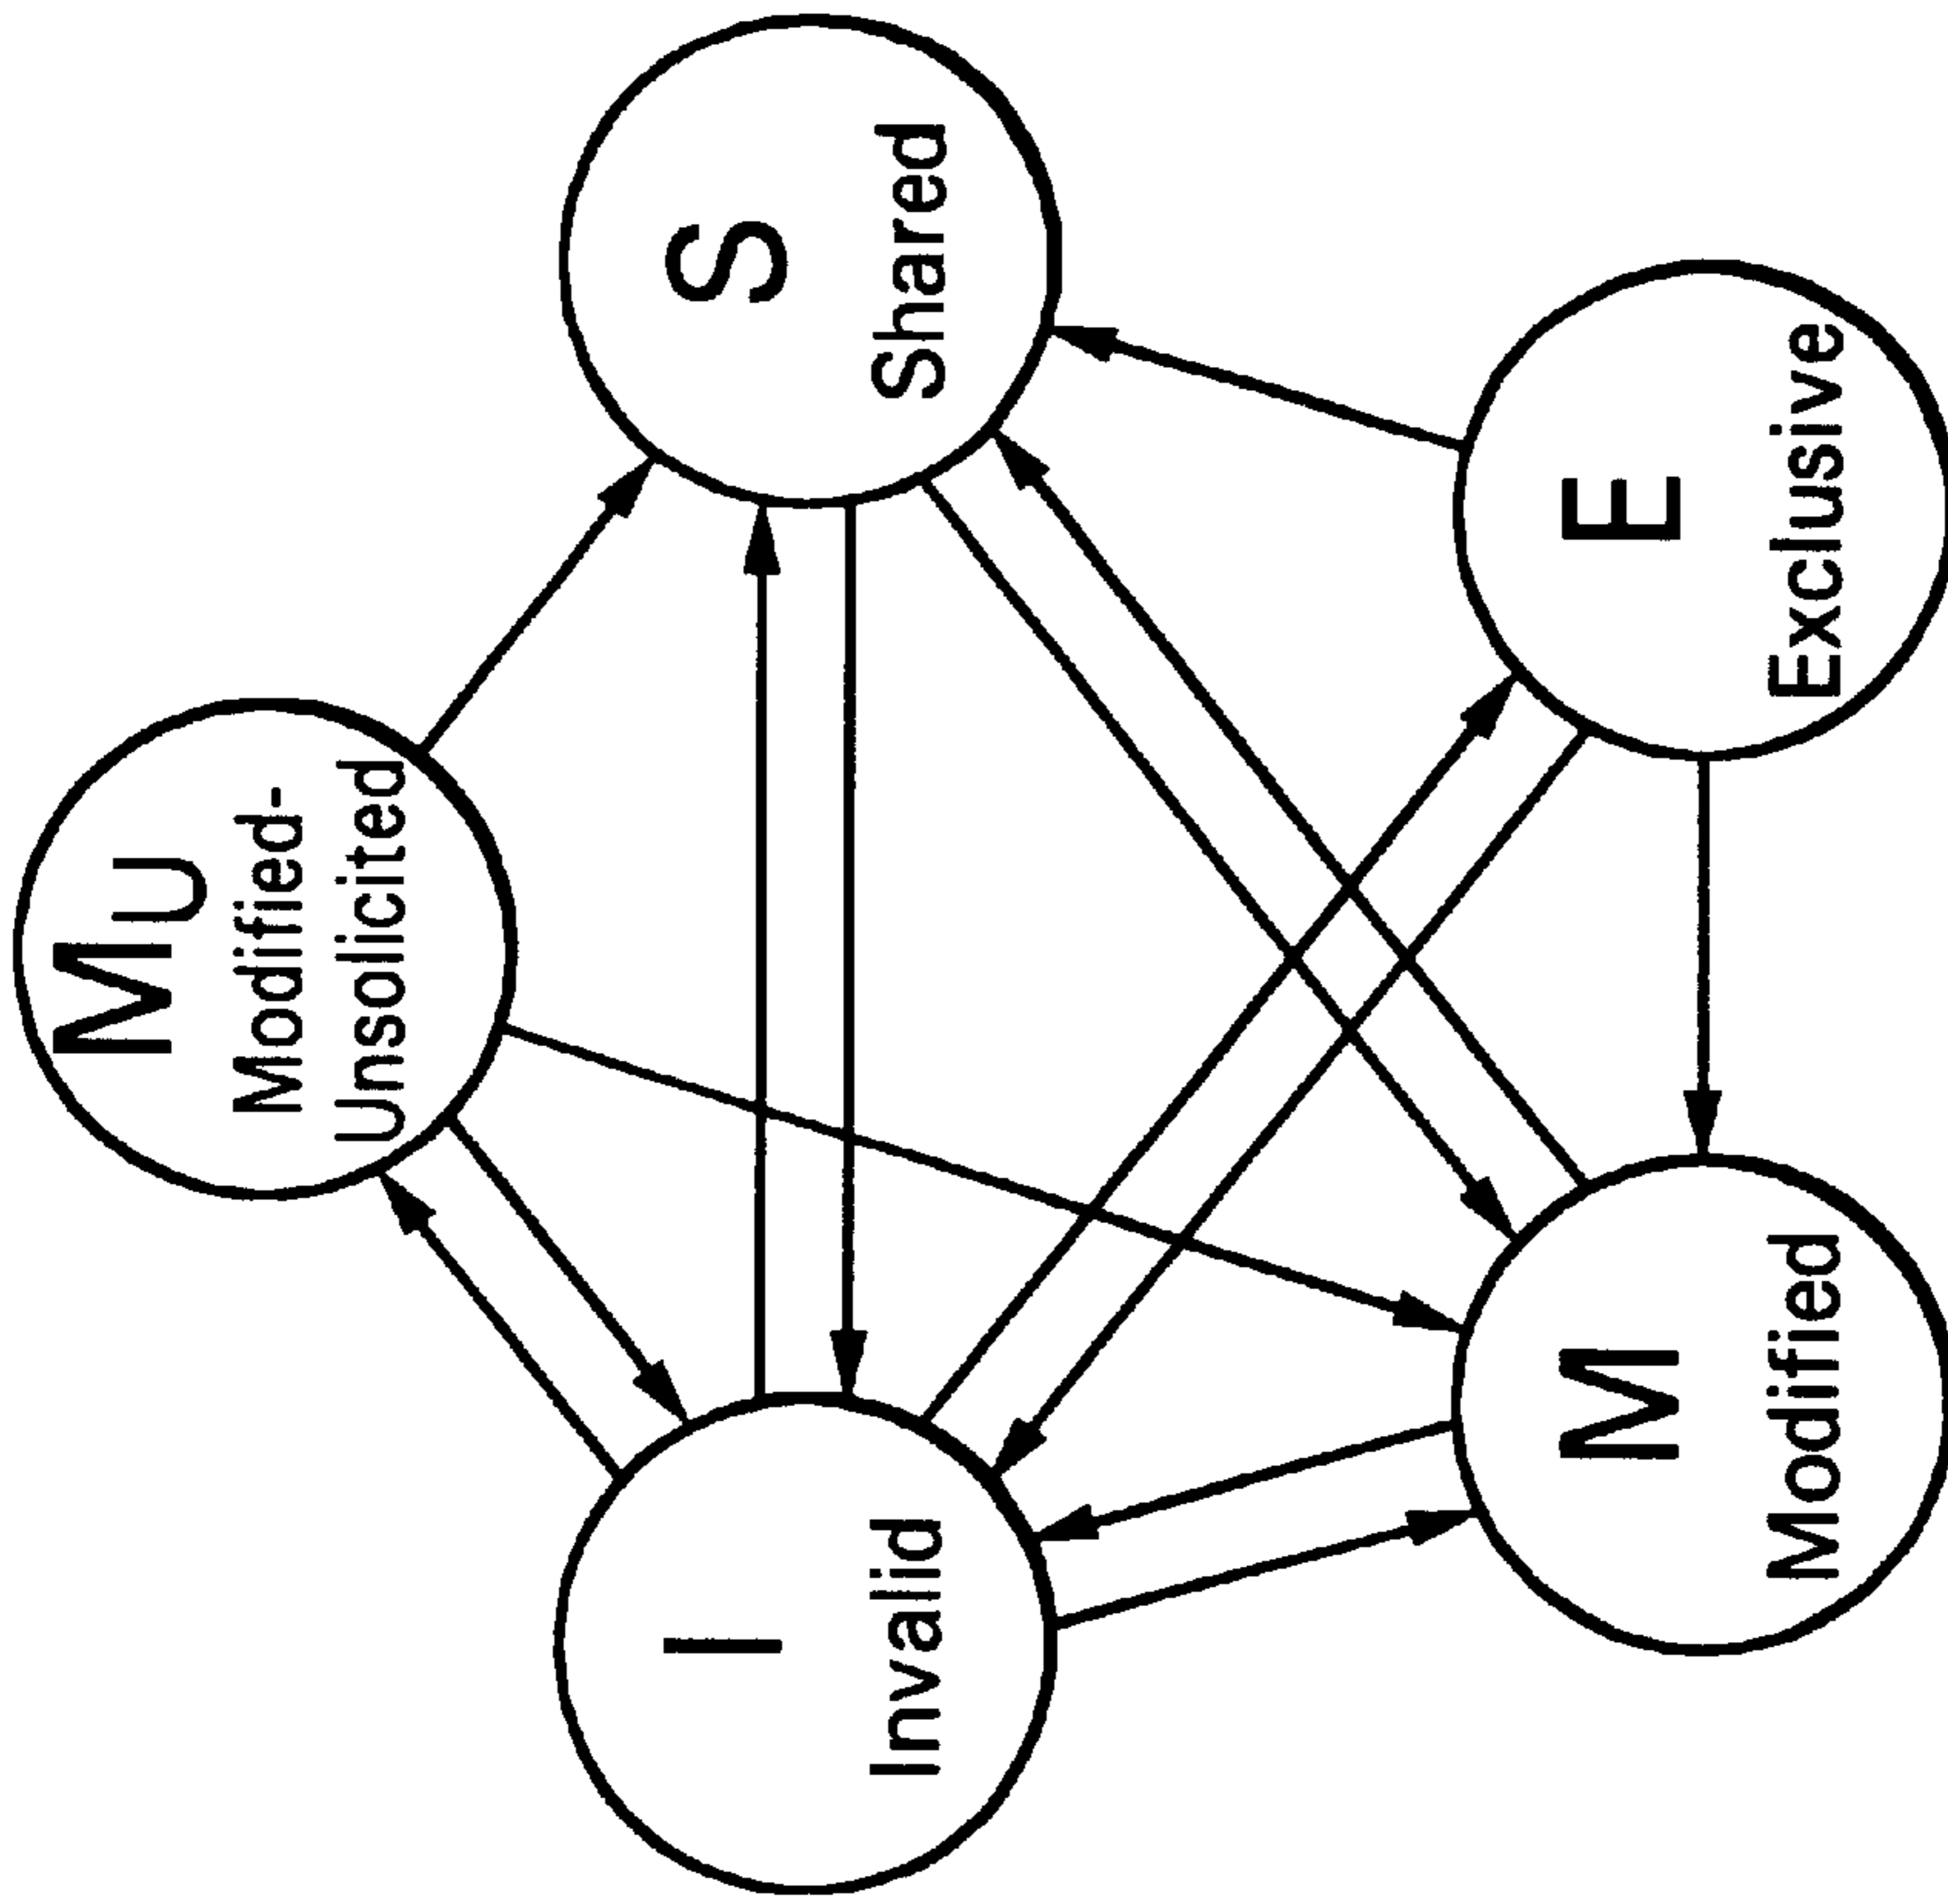 MU
Modified-
Unsolicited
I
Invalid
S
Shared
M
Modified
E
Exclusive